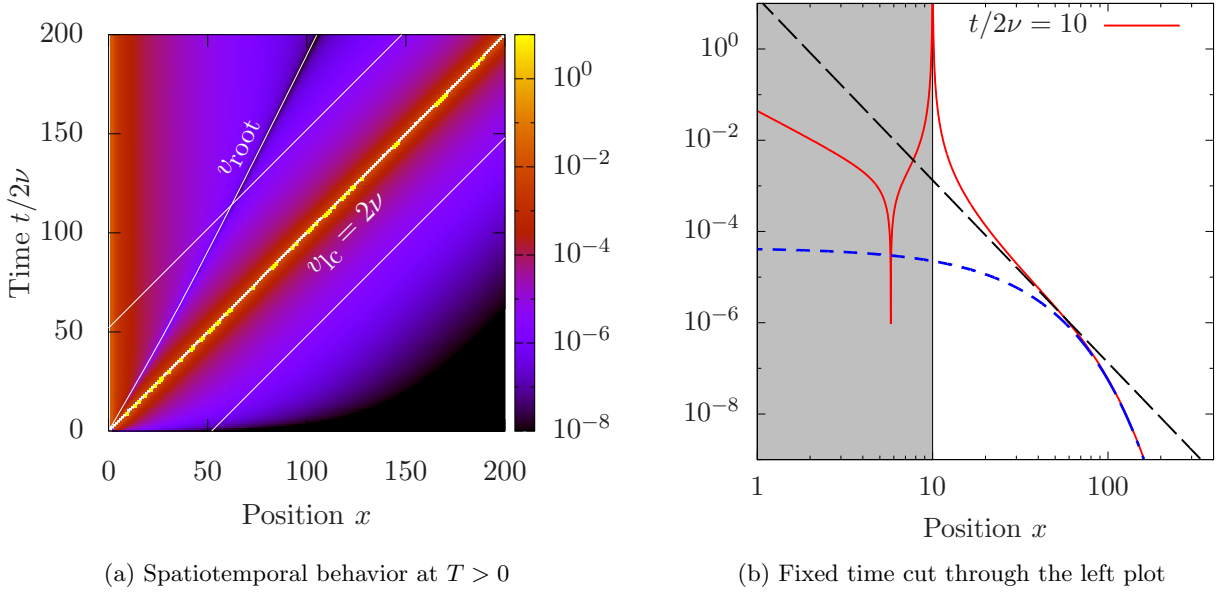 200
150
100
50
0
Time t/2ν
0 50 100 150 200
Position x
v_root
v_lc = 2ν
10^0
10^-2
10^-4
10^-6
10^-8
(a) Spatiotemporal behavior at T > 0
t/2ν = 10
10^0
10^-2
10^-4
10^-6
10^-8
1 10 100
Position x
(b) Fixed time cut through the left plot